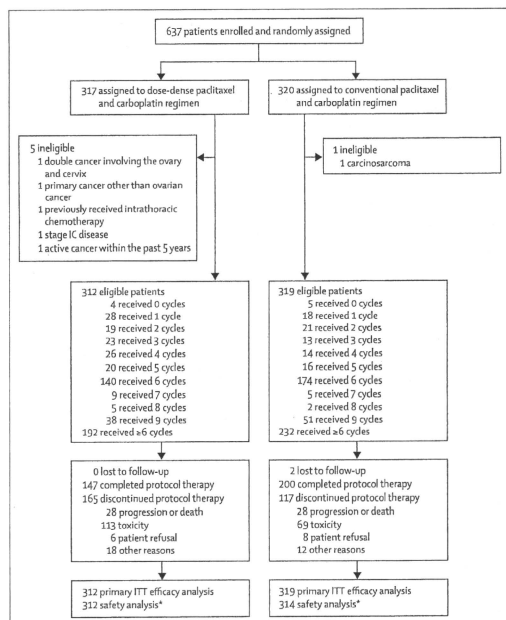 637 patients enrolled and randomly assigned
317 assigned to dose-dense paclitaxel
and carboplatin regimen
320 assigned to conventional paclitaxel
and carboplatin regimen
5 ineligible
1 double cancer involving the ovary
and cervix
1 primary cancer other than ovarian
cancer
1 previously received intrathoracic
chemotherapy
1 stage IC disease
1 active cancer within the past 5 years
1 ineligible
1 carcinosarcoma
312 eligible patients
4 received 0 cycles
28 received 1 cycle
19 received 2 cycles
23 received 3 cycles
26 received 4 cycles
20 received 5 cycles
140 received 6 cycles
9 received 7 cycles
5 received 8 cycles
38 received 9 cycles
192 received ≥6 cycles
319 eligible patients
5 received 0 cycles
18 received 1 cycle
21 received 2 cycles
13 received 3 cycles
14 received 4 cycles
16 received 5 cycles
174 received 6 cycles
5 received 7 cycles
2 received 8 cycles
51 received 9 cycles
232 received ≥6 cycles
0 lost to follow-up
147 completed protocol therapy
165 discontinued protocol therapy
28 progression or death
113 toxicity
6 patient refusal
18 other reasons
2 lost to follow-up
200 completed protocol therapy
117 discontinued protocol therapy
28 progression or death
69 toxicity
8 patient refusal
12 other reasons
312 primary ITT efficacy analysis
312 safety analysis*
319 primary ITT efficacy analysis
314 safety analysis*